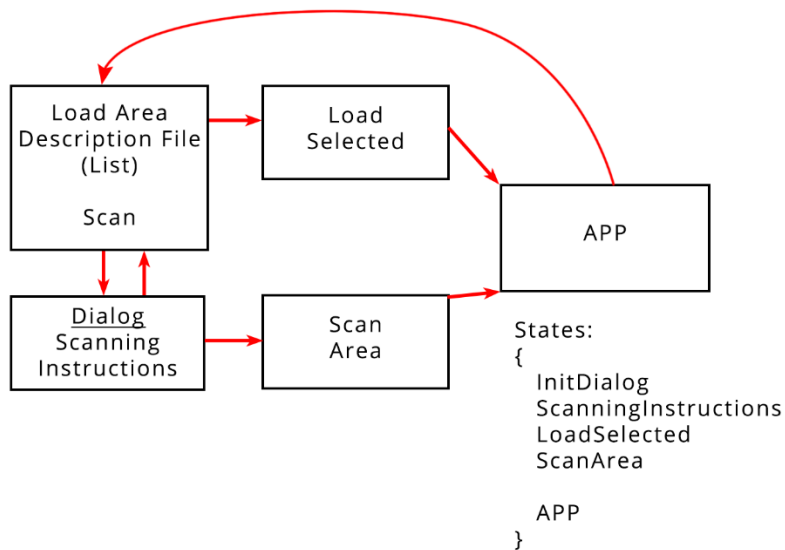 Load Area
Description File
(List)
Scan
Load
Selected
APP
Dialog
Scanning
Instructions
Scan
Area
States:
{
InitDialog
ScanningInstructions
LoadSelected
ScanArea
APP
}